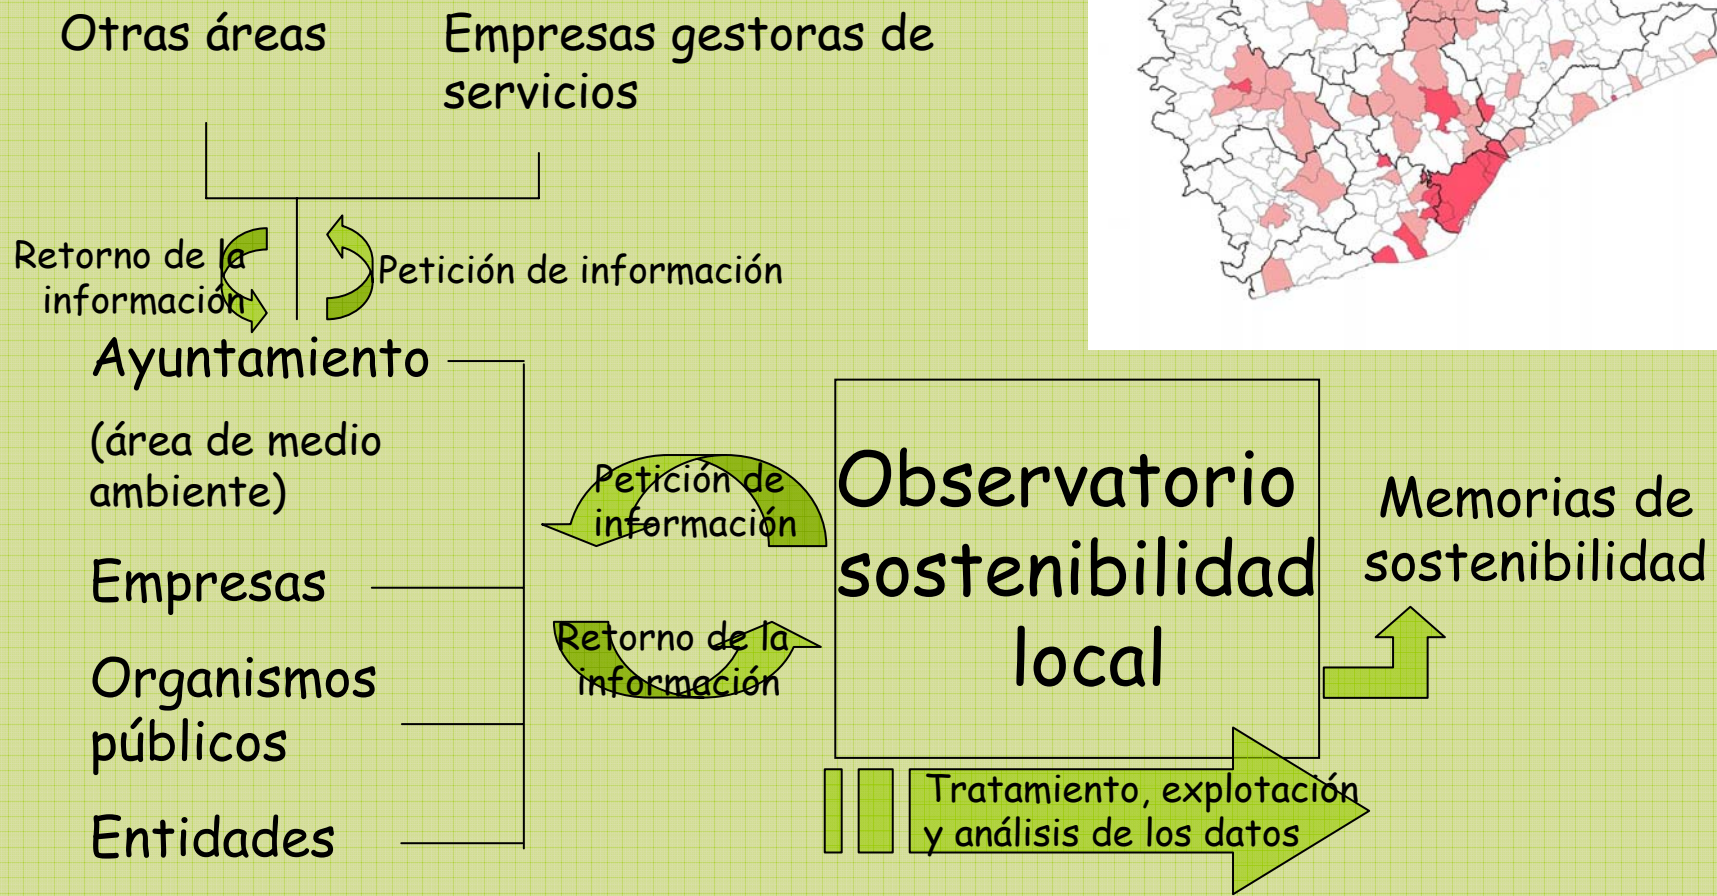 Otras áreas
Empresas gestoras de
servicios
Retorno de la
información
Petición de información
Ayuntamiento
(área de medio
ambiente)
Empresas
Organismos
públicos
Entidades
Petición de
información
Retorno de la
información
Observatorio
sostenibilidad
local
Memorias de
sostenibilidad
Tratamiento, explotación
y análisis de los datos